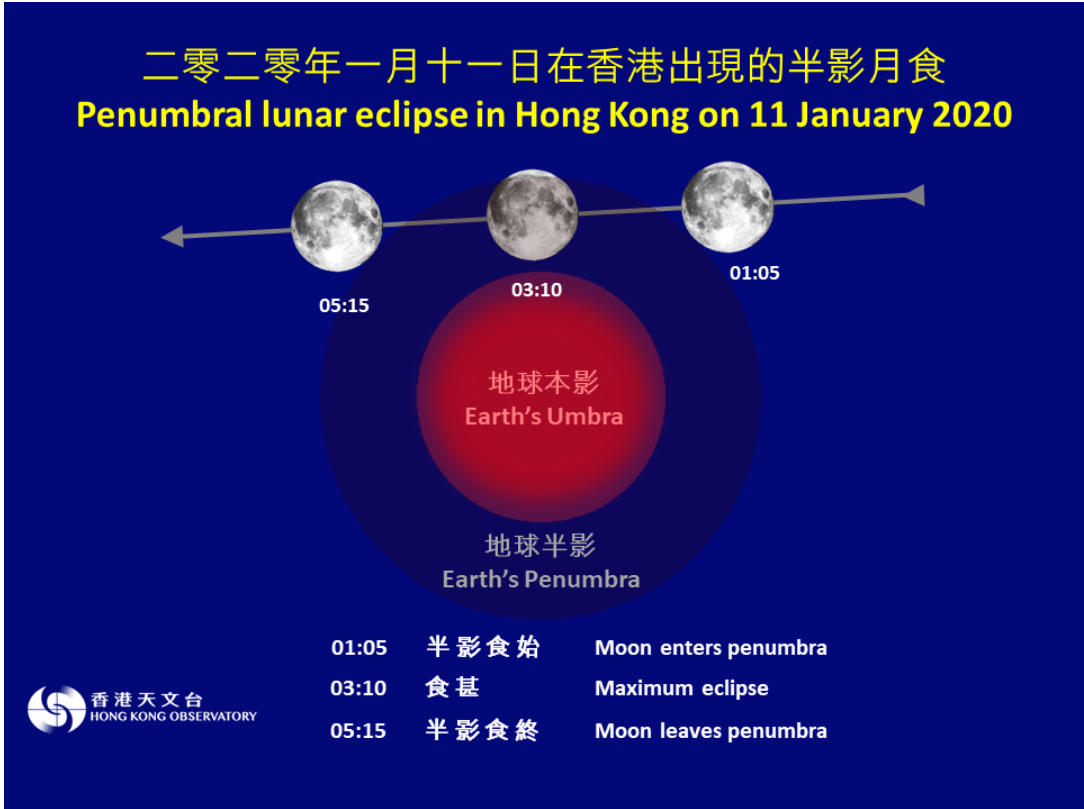 二零二零年一月十一日在香港出現的半影月食
Penumbral lunar eclipse in Hong Kong on 11 January 2020
05:15
03:10
01:05
地球本影
Earth's Umbra
地球半影
Earth's Penumbra
01:05 半影食始 Moon enters penumbra
03:10 食甚 Maximum eclipse
05:15 半影食終 Moon leaves penumbra
香港天文台
HONG KONG OBSERVATORY